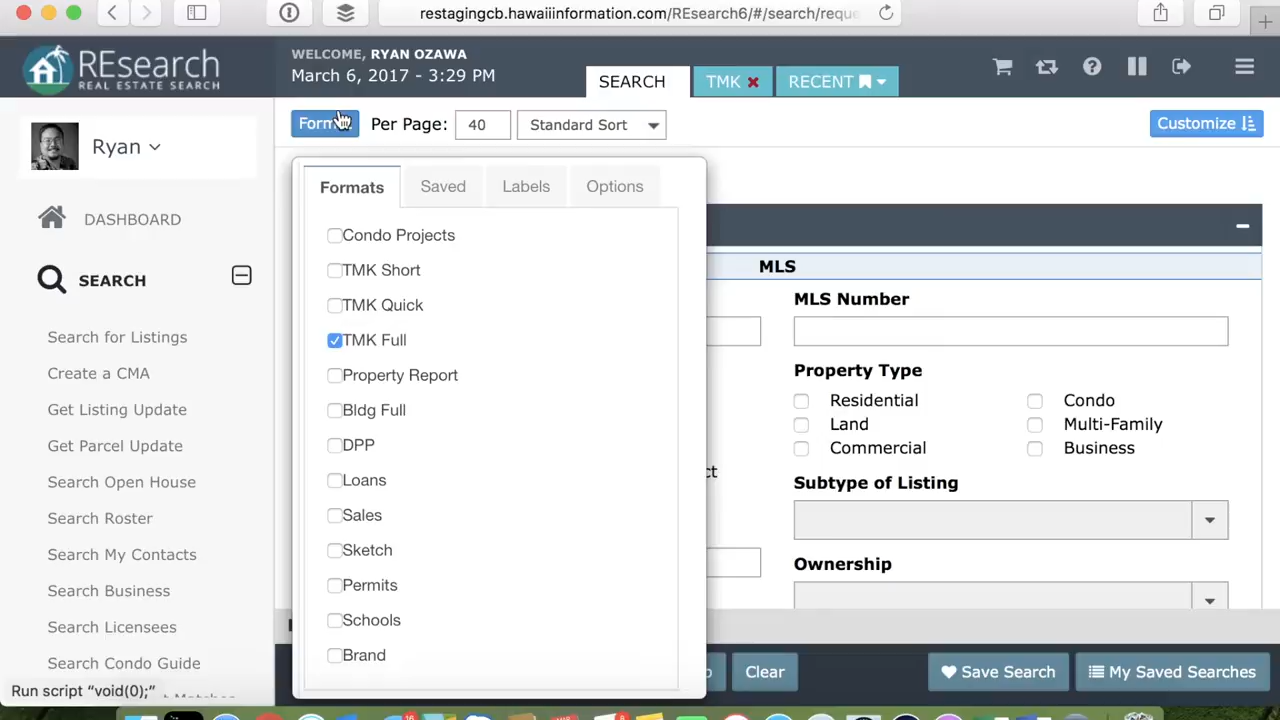 restagingcb.hawaiiinformation.com/REsearch6/#/search/reque
REsearch
REAL ESTATE SEARCH
WELCOME, RYAN OZAWA
March 6, 2017 - 3:29 PM
SEARCH
TMK
RECENT
Ryan
Form
Per Page:
40
Standard Sort
Customize
DASHBOARD
SEARCH
Search for Listings
Create a CMA
Get Listing Update
Get Parcel Update
Search Open House
Search Roster
Search My Contacts
Search Business
Search Licensees
Search Condo Guide
Run script “void(0);”
Formats
Saved
Labels
Options
Condo Projects
TMK Short
TMK Quick
TMK Full
Property Report
Bldg Full
DPP
Loans
Sales
Sketch
Permits
Schools
Brand
MLS
MLS Number
Property Type
Residential
Condo
Land
Multi-Family
Commercial
Business
ct
Subtype of Listing
Ownership
Clear
Save Search
My Saved Searches